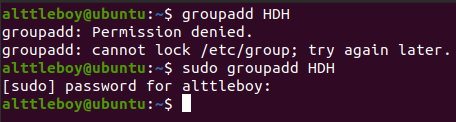 alttleboy@ubuntu:~$ groupadd HDH
groupadd: Permission denied.
groupadd: cannot lock /etc/group; try again later.
alttleboy@ubuntu:~$ sudo groupadd HDH
[sudo] password for alttleboy:
alttleboy@ubuntu:~$